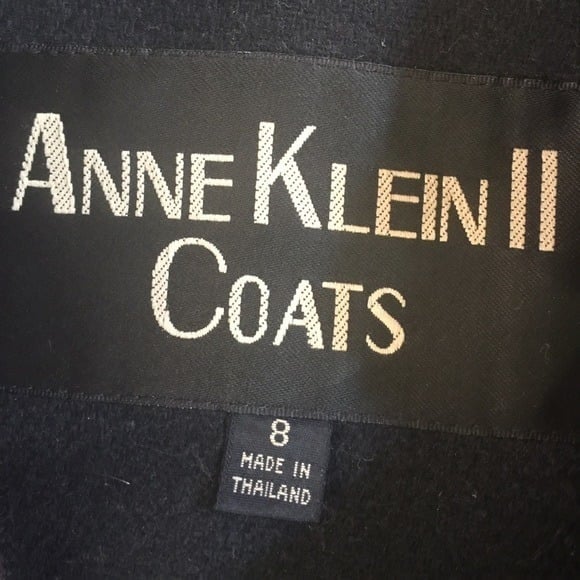 ANNE KLEIN II
COATS
8
MADE IN
THAILAND